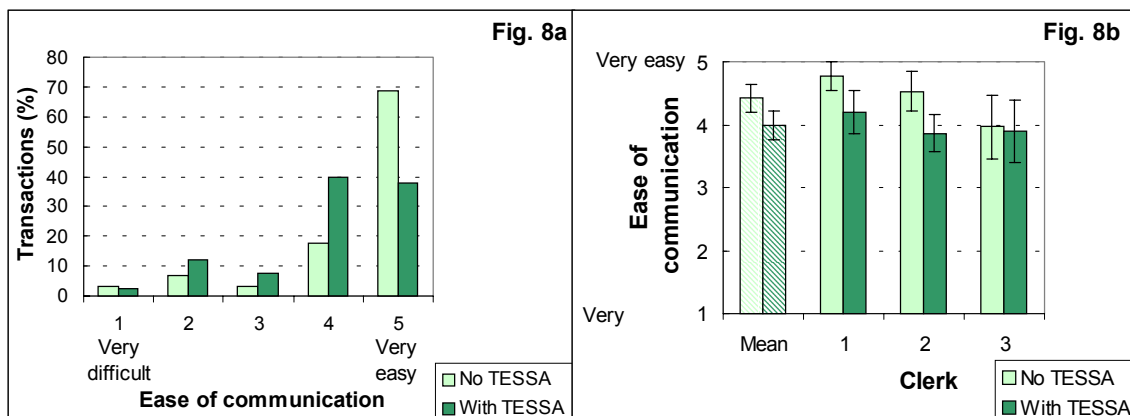 Fig. 8a
80
70
60
50
40
30
20
10
0
Transactions (%)
1 2 3 4 5
Very difficult
Very easy
Ease of communication
No TESSA
With TESSA
Fig. 8b
Very easy
5
4
3
2
1
Very
Ease of communication
Mean 1 2 3
Clerk
No TESSA
With TESSA